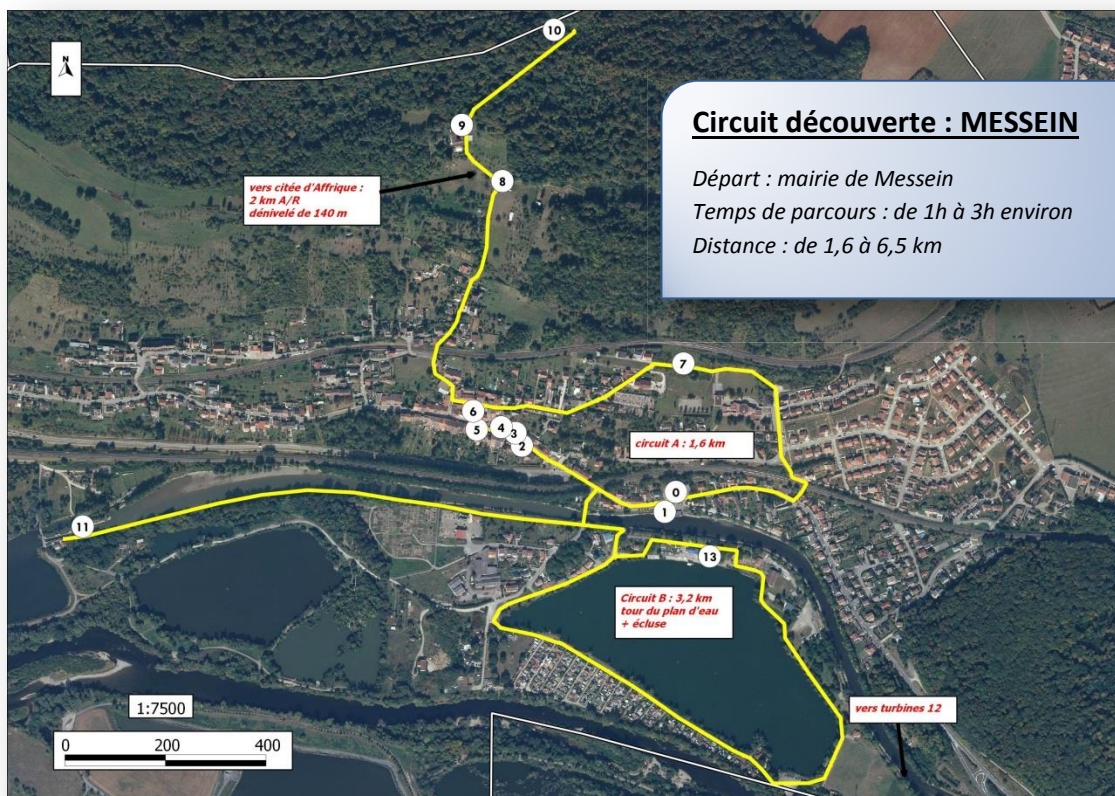 10
N
Circuit découverte : MESSEIN
9
Départ : mairie de Messein
Temps de parcours : de 1h à 3h environ
Distance : de 1,6 à 6,5 km
vers citée d'Affrique :
2 km A/R
dénivelé de 140 m
8
7
6
5
4
3
2
circuit A : 1,6 km
0
1
11
13
Circuit B : 3,2 km
tour du plan d'eau
+ écluse
1:7500
0 200 400
vers turbines 12